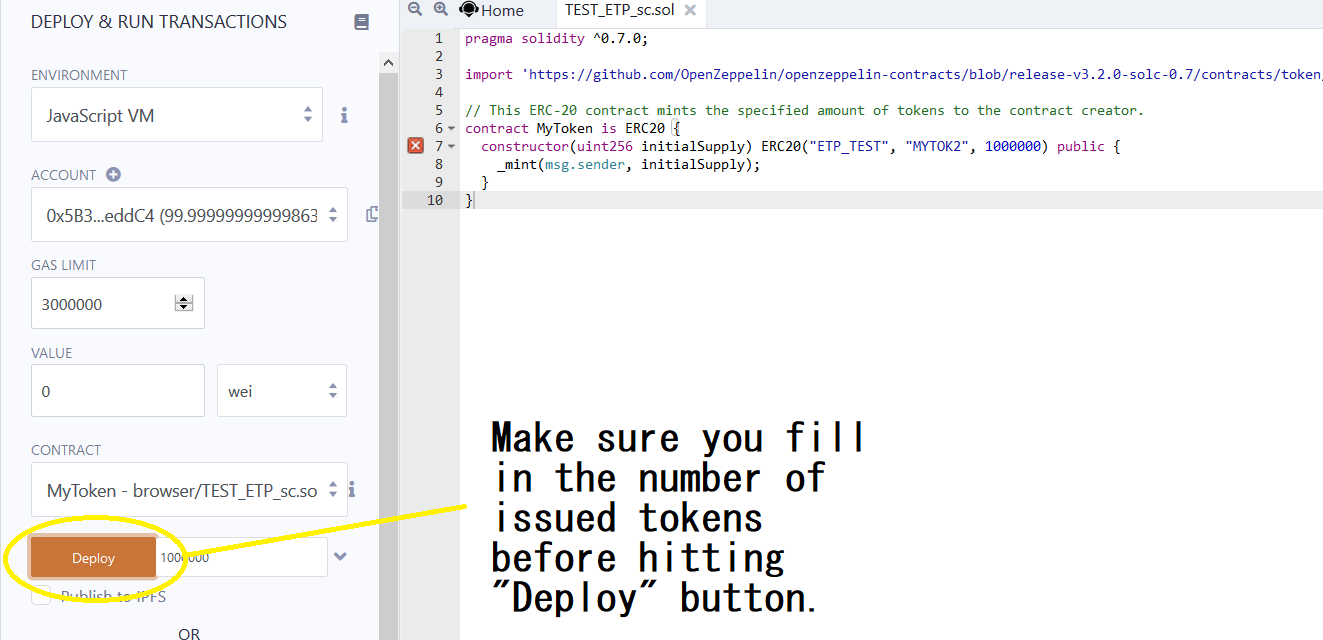 DEPLOY & RUN TRANSACTIONS
ENVIRONMENT
JavaScript VM
i
ACCOUNT
0x5B3...eddC4 (99.99999999999863
GAS LIMIT
3000000
VALUE
0
wei
CONTRACT
MyToken - browser/TEST_ETP_sc.so
i
Deploy
1000000
Publish to IPFS
OR
Home
TEST_ETP_sc.sol
1 pragma solidity ^0.7.0;
2
3 import 'https://github.com/OpenZeppelin/openzeppelin-contracts/blob/release-v3.2.0-solc-0.7/contracts/token/
4
5 // This ERC-20 contract mints the specified amount of tokens to the contract creator.
6 contract MyToken is ERC20 {
7 constructor(uint256 initialSupply) ERC20("ETP_TEST", "MYTOK2", 1000000) public {
8 _mint(msg.sender, initialSupply);
9 }
10 }
Make sure you fill
in the number of
issued tokens
before hitting
"Deploy" button.